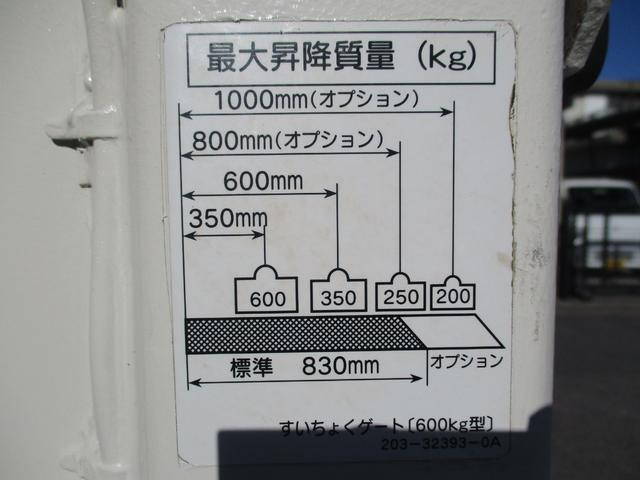 最大昇降質量 (kg)
1000mm(オプション)
800mm(オプション)
600mm
350mm
600 350 250 200
標準 830mm オプション
すいちょくゲート〔600kg型〕
203-32393-0A